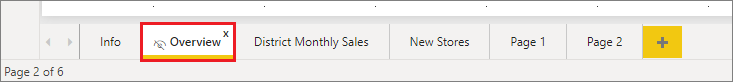 Info Overview x District Monthly Sales New Stores Page 1 Page 2 +
Page 2 of 6